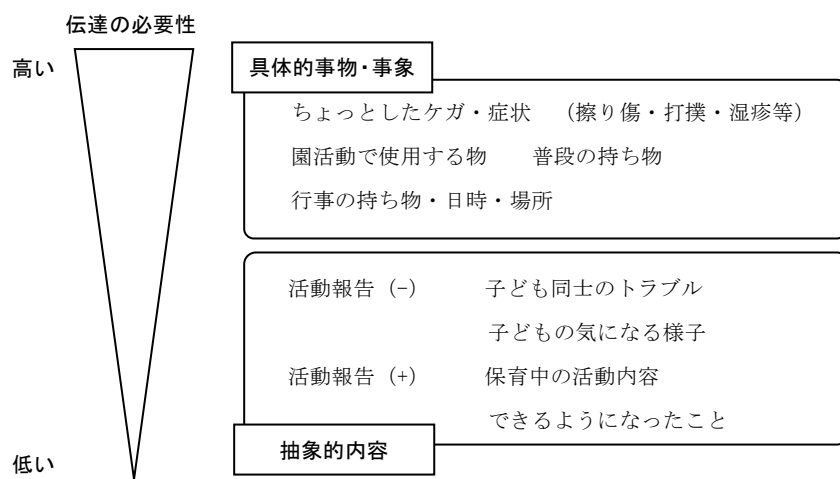 伝達の必要性
高い
具体的事物・事象
ちょっとしたケガ・症状　（擦り傷・打撲・湿疹等）
園活動で使用する物　　普段の持ち物
行事の持ち物・日時・場所
活動報告（−）　　子ども同士のトラブル
子どもの気になる様子
活動報告（+）　　保育中の活動内容
できるようになったこと
抽象的内容
低い